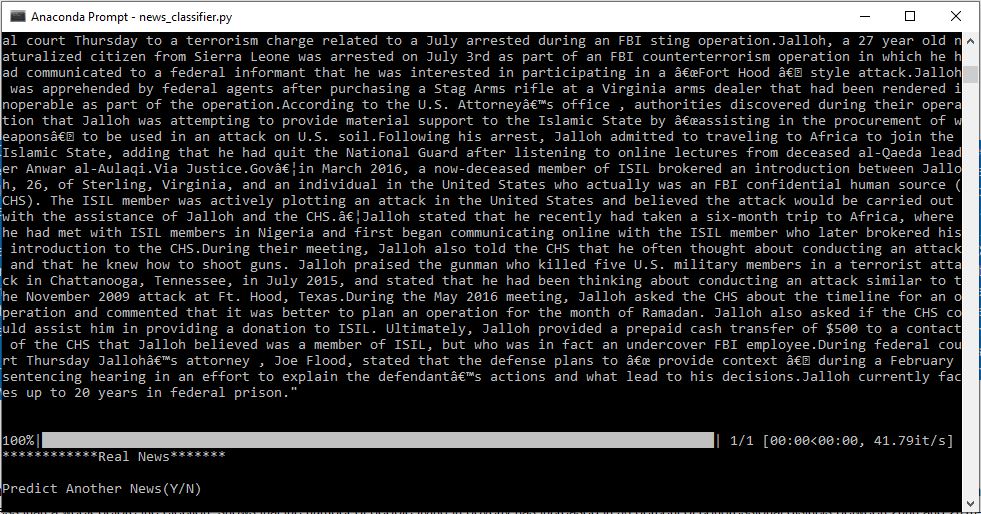 Anaconda Prompt - news_classifier.py
al court Thursday to a terrorism charge related to a July arrested during an FBI sting operation.Jalloh, a 27 year old n
aturalized citizen from Sierra Leone was arrested on July 3rd as part of an FBI counterterrorism operation in which he h
ad communicated to a federal informant that he was interested in participating in a â€œFort Hood â€ style attack.Jalloh
 was apprehended by federal agents after purchasing a Stag Arms rifle at a Virginia arms dealer that had been rendered i
noperable as part of the operation.According to the U.S. Attorneyâ€™s office , authorities discovered during their opera
tion that Jalloh was attempting to provide material support to the Islamic State by â€œassisting in the procurement of w
eaponsâ€ to be used in an attack on U.S. soil.Following his arrest, Jalloh admitted to traveling to Africa to join the
Islamic State, adding that he had quit the National Guard after listening to online lectures from deceased al-Qaeda lead
er Anwar al-Aulaqi.Via Justice.Govâ€¦in March 2016, a now-deceased member of ISIL brokered an introduction between Jallo
h, 26, of Sterling, Virginia, and an individual in the United States who actually was an FBI confidential human source (
CHS). The ISIL member was actively plotting an attack in the United States and believed the attack would be carried out
with the assistance of Jalloh and the CHS.â€¦Jalloh stated that he recently had taken a six-month trip to Africa, where
he had met with ISIL members in Nigeria and first began communicating online with the ISIL member who later brokered his
 introduction to the CHS.During their meeting, Jalloh also told the CHS that he often thought about conducting an attack
 and that he knew how to shoot guns. Jalloh praised the gunman who killed five U.S. military members in a terrorist atta
ck in Chattanooga, Tennessee, in July 2015, and stated that he had been thinking about conducting an attack similar to t
he November 2009 attack at Ft. Hood, Texas.During the May 2016 meeting, Jalloh asked the CHS about the timeline for an o
peration and commented that it was better to plan an operation for the month of Ramadan. Jalloh also asked if the CHS co
uld assist him in providing a donation to ISIL. Ultimately, Jalloh provided a prepaid cash transfer of $500 to a contact
 of the CHS that Jalloh believed was a member of ISIL, but who was in fact an undercover FBI employee.During federal cou
rt Thursday Jallohâ€™s attorney , Joe Flood, stated that the defense plans to â€œ provide context â€ during a February
sentencing hearing in an effort to explain the defendantâ€™s actions and what lead to his decisions.Jalloh currently fac
es up to 20 years in federal prison."
100%| | 1/1 [00:00<00:00, 41.79it/s]
************Real News*******
Predict Another News(Y/N)